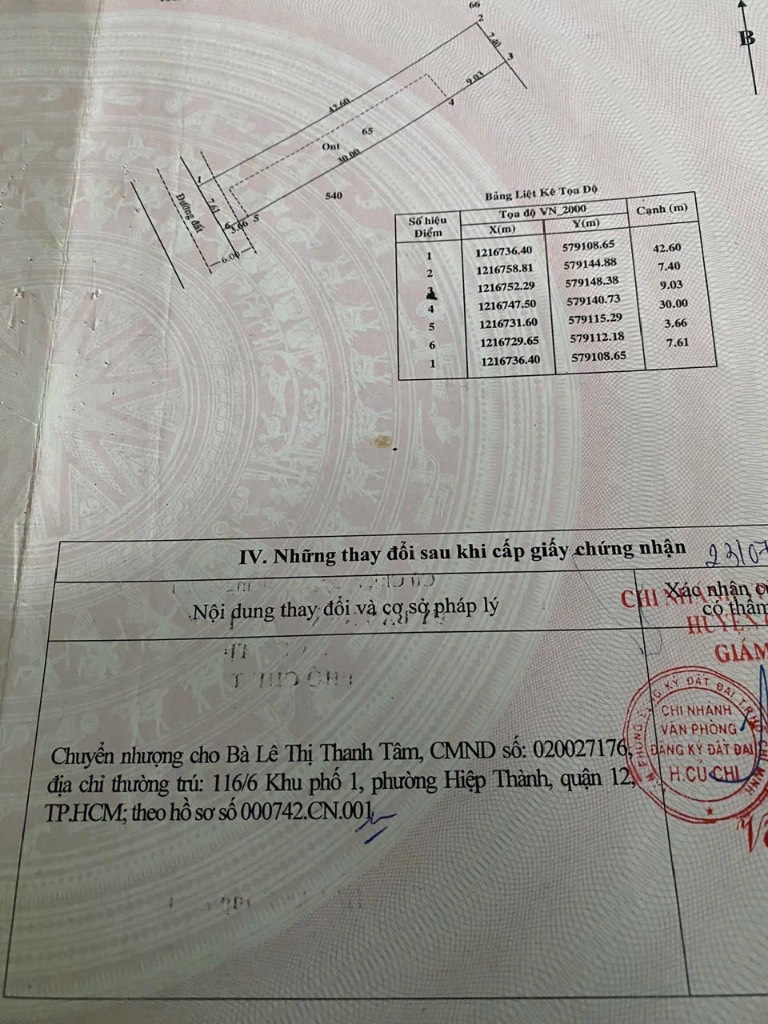 66
2
B
7.40
3
9.03
42.60
4
65
Ont
30.00
1
Đường đất
7.61
540
6
3.66
5
6.00
Bảng Liệt Kê Tọa Độ
Số hiệu Điểm Tọa độ VN_2000 Cạnh (m)
X(m) Y(m)
1 1216736.40 579108.65
42.60
2 1216758.81 579144.88
7.40
3 1216752.29 579148.38
9.03
4 1216747.50 579140.73
30.00
5 1216731.60 579115.29
3.66
6 1216729.65 579112.18
7.61
1 1216736.40 579108.65
IV. Những thay đổi sau khi cấp giấy chứng nhận
23/07
Nội dung thay đổi và cơ sở pháp lý
Xác nhận
có thẩm
CHI
HUYỆN
GIÁM
CHI NHÁNH
VĂN PHÒNG
ĐĂNG KÝ ĐẤT ĐAI
H.CỦ CHI
Chuyển nhượng cho Bà Lê Thị Thanh Tâm, CMND số: 020027176,
địa chỉ thường trú: 116/6 Khu phố 1, phường Hiệp Thành, quận 12,
TP.HCM; theo hồ sơ số 000742.CN.001